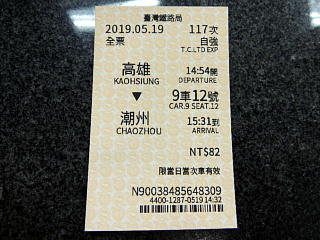 臺灣鐵路局
2019.05.19 117次
全票 自強
T.C.LTD EXP
高雄 14:54開
KAOHSIUNG DEPARTURE
▼ 9車12號
CAR.9 SEAT.12
潮州 15:31到
CHAOZHOU ARRIVAL
NT$82
限當日當次車有效
N90038485648309
4400-1287-0519 14:32